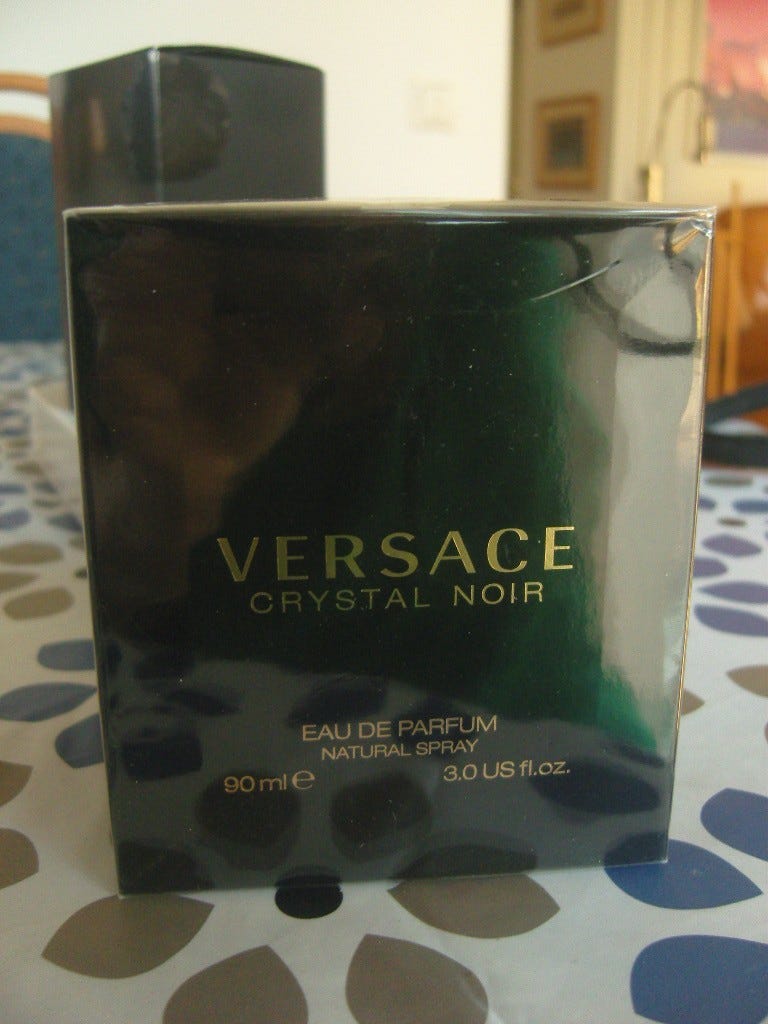 VERSACE
CRYSTAL NOIR
EAU DE PARFUM
NATURAL SPRAY
90 ml e 3.0 US fl.oz.